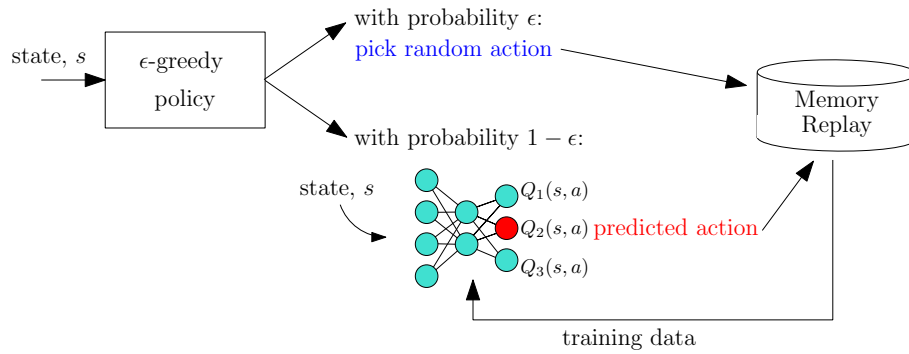 with probability ϵ:
pick random action
state, s
ϵ-greedy
policy
Memory
Replay
with probability 1 − ϵ:
state, s
Q₁(s, a)
Q₂(s, a) predicted action
Q₃(s, a)
training data